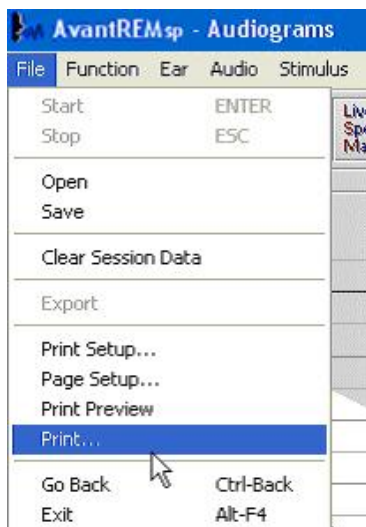 AvantREMsp - Audiograms
File Function Ear Audio Stimulus
Start ENTER
Stop ESC
Open
Save
Clear Session Data
Export
Print Setup...
Page Setup...
Print Preview
Print...
Go Back Ctrl-Back
Exit Alt-F4